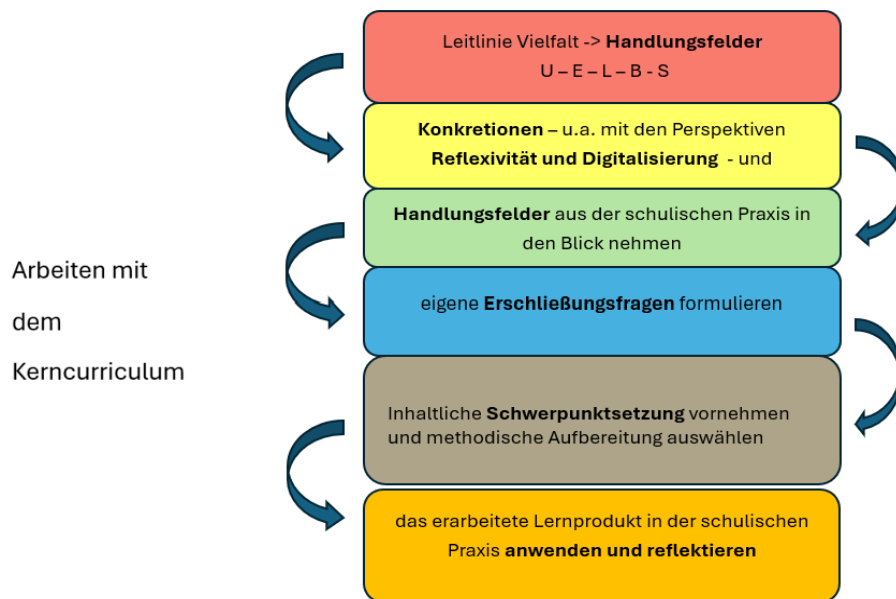 Arbeiten mit
dem
Kerncurriculum
Leitlinie Vielfalt -> Handlungsfelder
U – E – L – B - S
Konkretionen – u.a. mit den Perspektiven
Reflexivität und Digitalisierung - und
Handlungsfelder aus der schulischen Praxis in
den Blick nehmen
eigene Erschließungsfragen formulieren
Inhaltliche Schwerpunktsetzung vornehmen
und methodische Aufbereitung auswählen
das erarbeitete Lernprodukt in der schulischen
Praxis anwenden und reflektieren